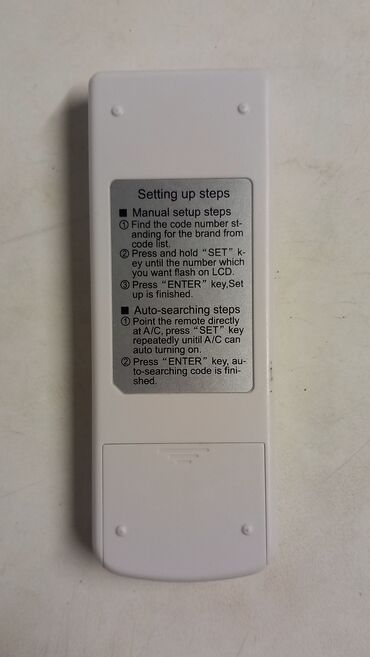 Setting up steps
■ Manual setup steps
① Find the code number st-
anding for the brand from
code list.
② Press and hold "SET" k-
ey until the number which
you want flash on LCD.
③ Press "ENTER" key,Set
up is finished.
■ Auto-searching steps
① Point the remote directly
at A/C, press "SET" key
repeatedly unitil A/C can
auto turning on.
② Press "ENTER" key, au-
to-searching code is fini-
shed.